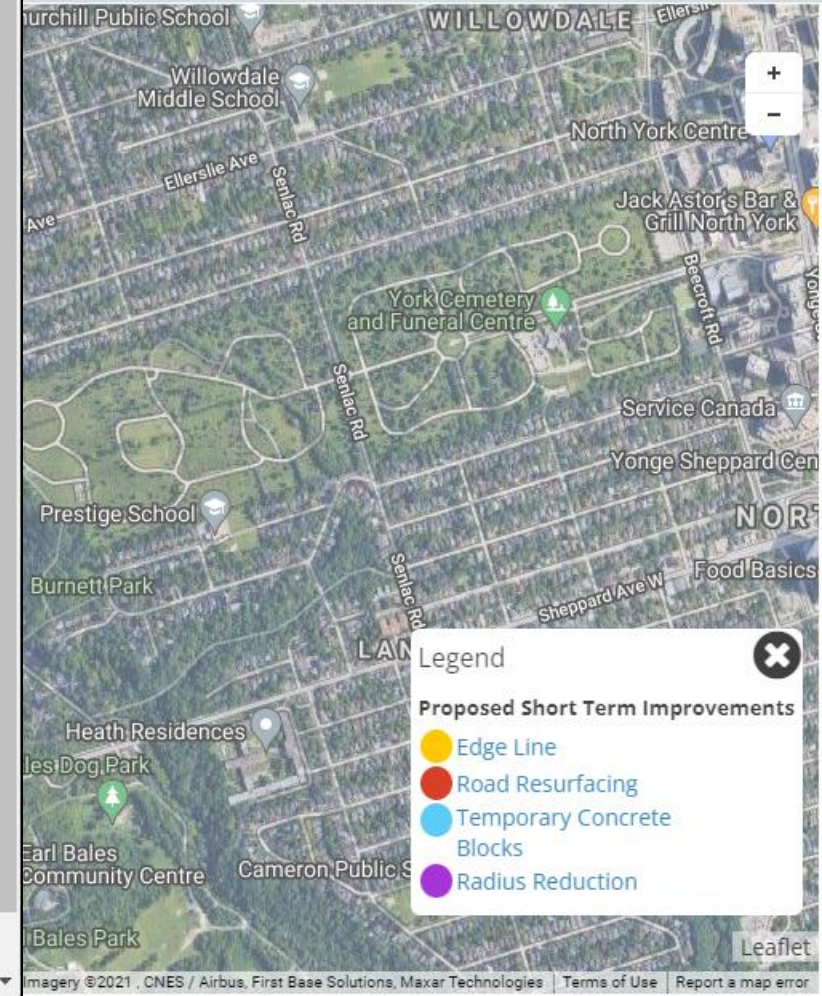 urchill Public School
WILLOWDALE
Ellersli
Willowdale
Middle School
+
−
North York Centre
Ellerslie Ave
Senlac Rd
Ave
Jack Astor's Bar &
Grill North York
Beecroft Rd
Yonge S
York Cemetery
and Funeral Centre
Senlac Rd
Service Canada
Yonge Sheppard Cen
Prestige School
NORT
Burnett Park
Senlac Rd
Food Basics
Sheppard Ave W
LAN
Legend
Proposed Short Term Improvements
Edge Line
Road Resurfacing
Temporary Concrete
Blocks
Radius Reduction
Heath Residences
les Dog Park
Earl Bales
Community Centre
Cameron Public S
l Bales Park
Leaflet
Imagery ©2021 , CNES / Airbus, First Base Solutions, Maxar Technologies
Terms of Use
Report a map error